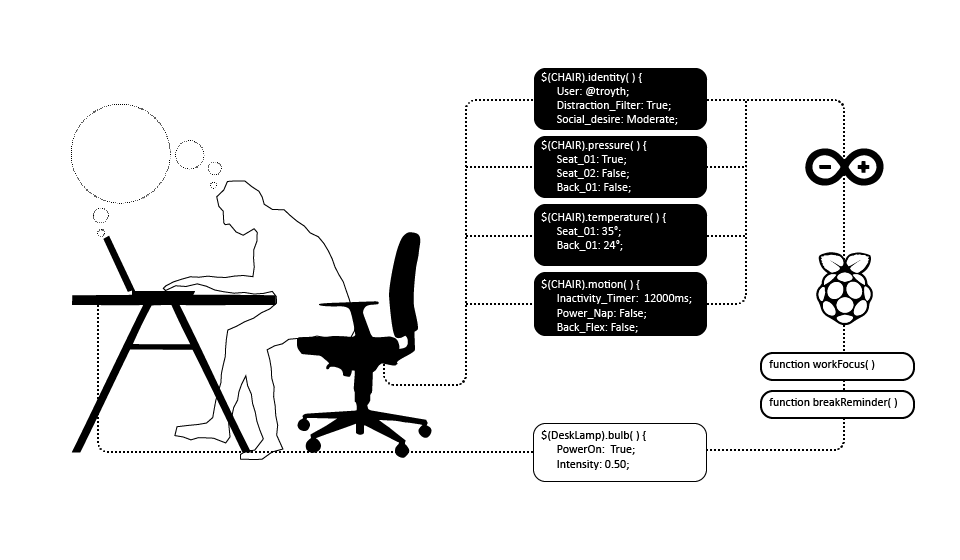 $(CHAIR).identity( ) {
User: @troyth;
Distraction_Filter: True;
Social_desire: Moderate;
$(CHAIR).pressure( ) {
Seat_01: True;
Seat_02: False;
Back_01: False;
$(CHAIR).temperature( ) {
Seat_01: 35°;
Back_01: 24°;
$(CHAIR).motion( ) {
Inactivity_Timer:  12000ms;
Power_Nap: False;
Back_Flex: False;
- +
function workFocus( )
function breakReminder( )
$(DeskLamp).bulb( ) {
PowerOn:  True;
Intensity: 0.50;